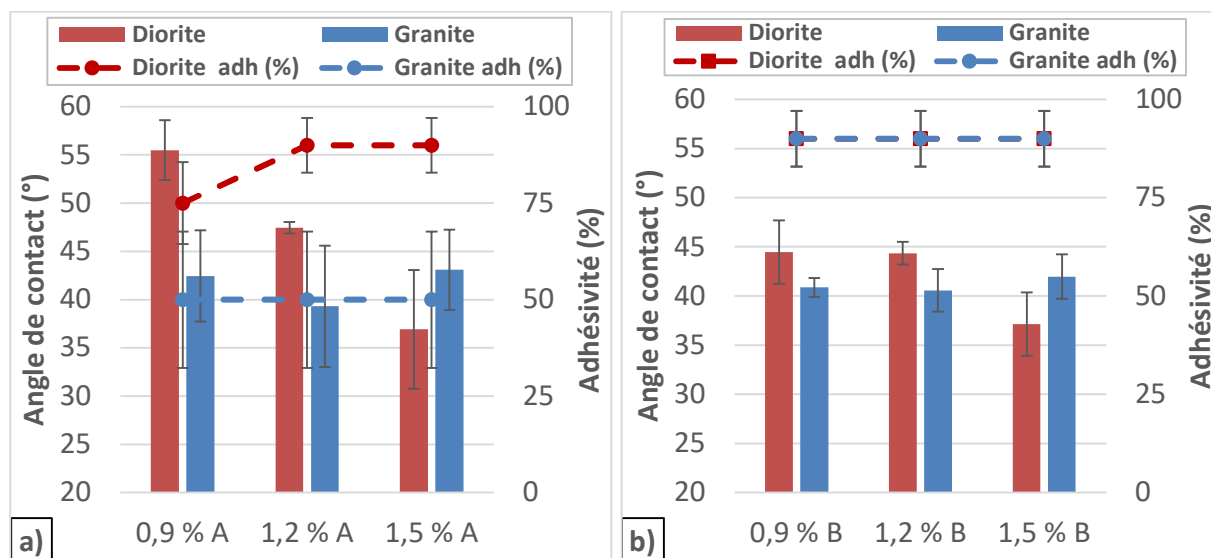 Diorite Granite
Diorite adh (%) Granite adh (%)
60
55
50
45
40
35
30
25
20
Angle de contact (°)
100
75
50
25
0
Adhésivité (%)
0,9 % A 1,2 % A 1,5 % A
a)
Diorite Granite
Diorite adh (%) Granite adh (%)
60
55
50
45
40
35
30
25
20
Angle de contact (°)
100
75
50
25
0
Adhésivité (%)
0,9 % B 1,2 % B 1,5 % B
b)